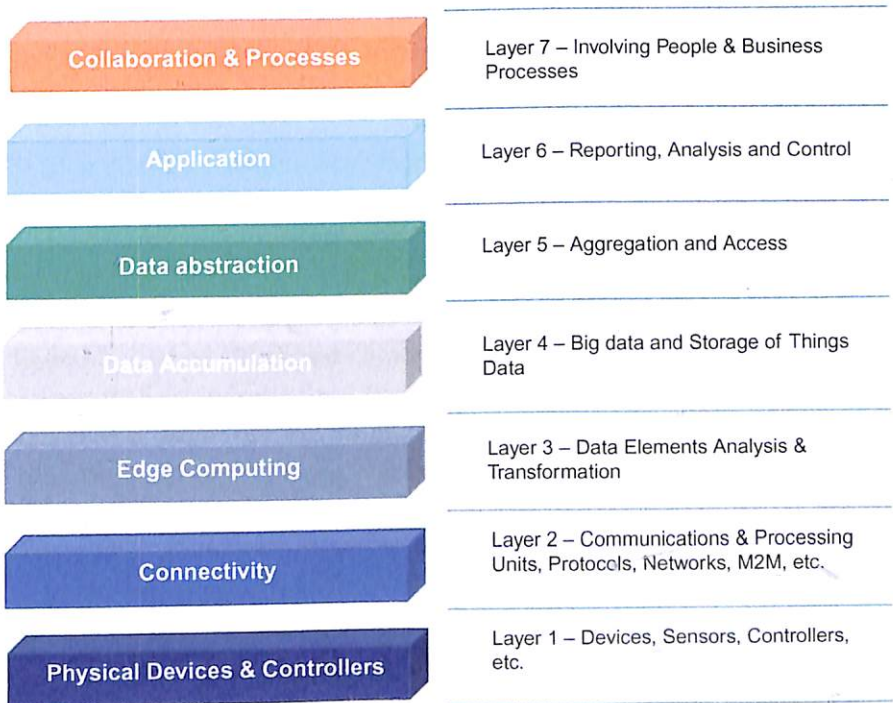 Collaboration & Processes
Layer 7 – Involving People & Business
Processes
Application
Layer 6 – Reporting, Analysis and Control
Data abstraction
Layer 5 – Aggregation and Access
Data Accumulation
Layer 4 – Big data and Storage of Things
Data
Edge Computing
Layer 3 – Data Elements Analysis &
Transformation
Connectivity
Layer 2 – Communications & Processing
Units, Protocols, Networks, M2M, etc.
Physical Devices & Controllers
Layer 1 – Devices, Sensors, Controllers,
etc.